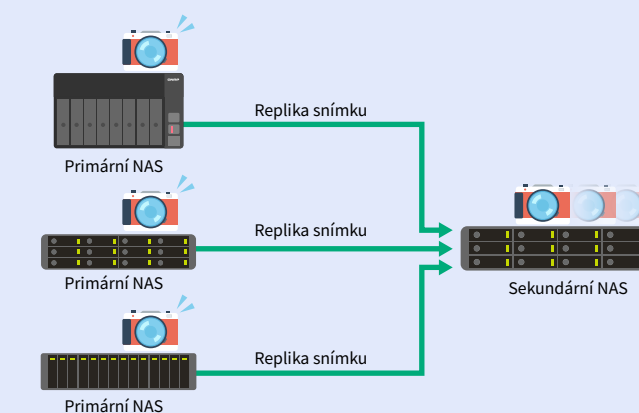 Replika snímku
Primární NAS
Replika snímku
Primární NAS
Sekundární NAS
Replika snímku
Primární NAS